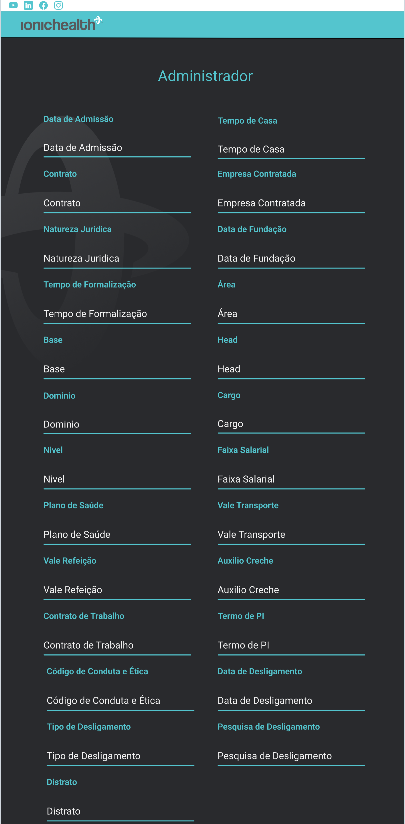 ionichealth
Administrador
Data de Admissão
Tempo de Casa
Data de Admissão
Tempo de Casa
Contrato
Empresa Contratada
Contrato
Empresa Contratada
Natureza Juridica
Data de Fundação
Natureza Juridica
Data de Fundação
Tempo de Formalização
Área
Tempo de Formalização
Área
Base
Head
Base
Head
Dominio
Cargo
Dominio
Cargo
Nivel
Faixa Salarial
Nivel
Faixa Salarial
Plano de Saúde
Vale Transporte
Plano de Saúde
Vale Transporte
Vale Refeição
Auxilio Creche
Vale Refeição
Auxilio Creche
Contrato de Trabalho
Termo de PI
Contrato de Trabalho
Termo de PI
Código de Conduta e Ética
Data de Desligamento
Código de Conduta e Ética
Data de Desligamento
Tipo de Desligamento
Pesquisa de Desligamento
Tipo de Desligamento
Pesquisa de Desligamento
Distrato
Distrato